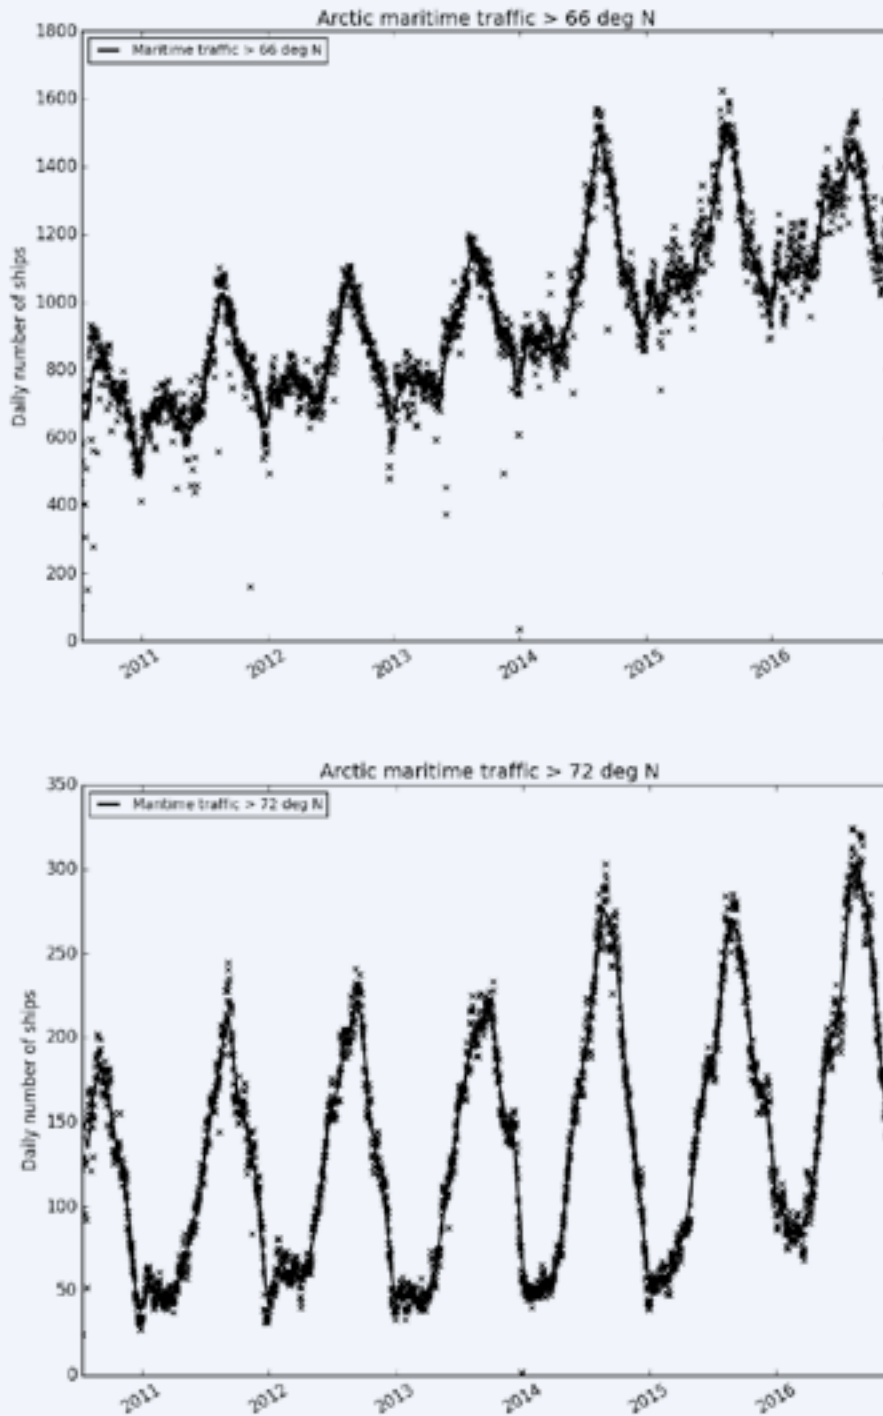 Arctic maritime traffic > 66 deg N
Maritime traffic > 66 deg N
Daily number of ships
1800
1600
1400
1200
1000
800
600
400
200
0
2011 2012 2013 2014 2015 2016
Arctic maritime traffic > 72 deg N
Maritime traffic > 72 deg N
Daily number of ships
350
300
250
200
150
100
50
0
2011 2012 2013 2014 2015 2016